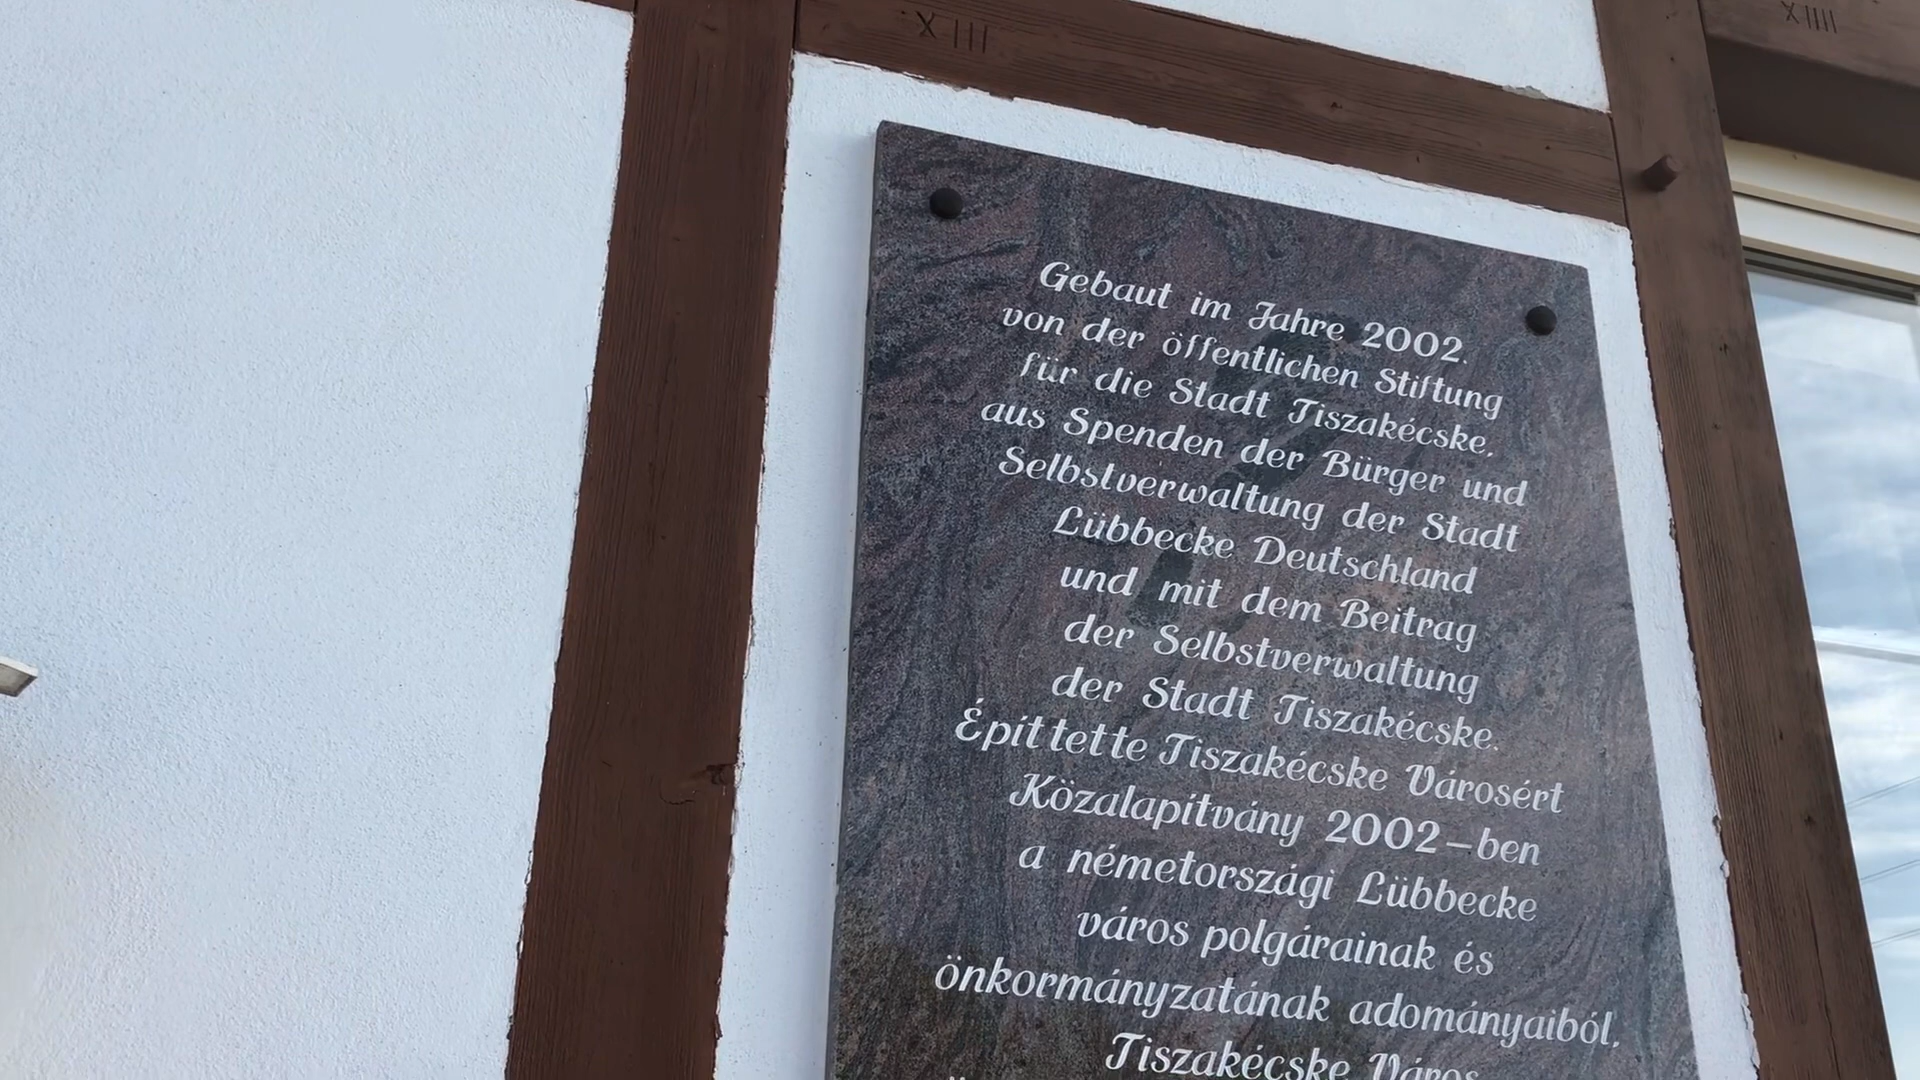 XIII
XIIII
Gebaut im Jahre 2002.
von der öffentlichen Stiftung
für die Stadt Tiszakécske,
aus Spenden der Bürger und
Selbstverwaltung der Stadt
Lübbecke Deutschland
und mit dem Beitrag
der Selbstverwaltung
der Stadt Tiszakécske.
Építtette Tiszakécske Városért
Közalapítvány 2002-ben
a németországi Lübbecke
város polgárainak és
önkormányzatának adományaiból,
Tiszakécske Város